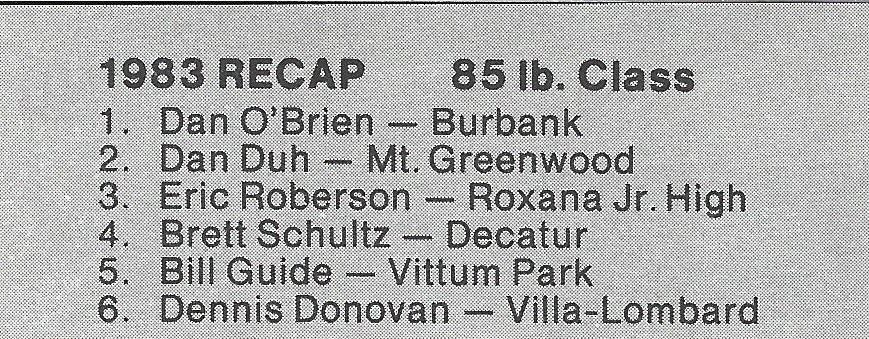 1983 RECAP 85 lb. Class
1. Dan O'Brien — Burbank
2. Dan Duh — Mt. Greenwood
3. Eric Roberson — Roxana Jr. High
4. Brett Schultz — Decatur
5. Bill Guide — Vittum Park
6. Dennis Donovan — Villa-Lombard